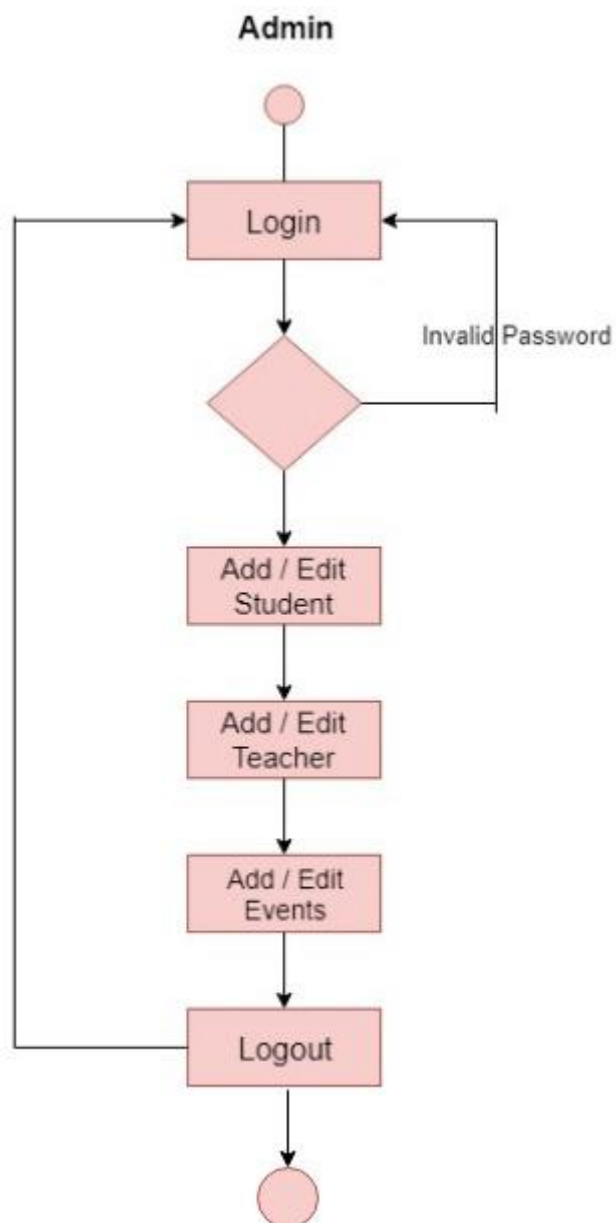 Admin
Login
Invalid Password
Add / Edit
Student
Add / Edit
Teacher
Add / Edit
Events
Logout